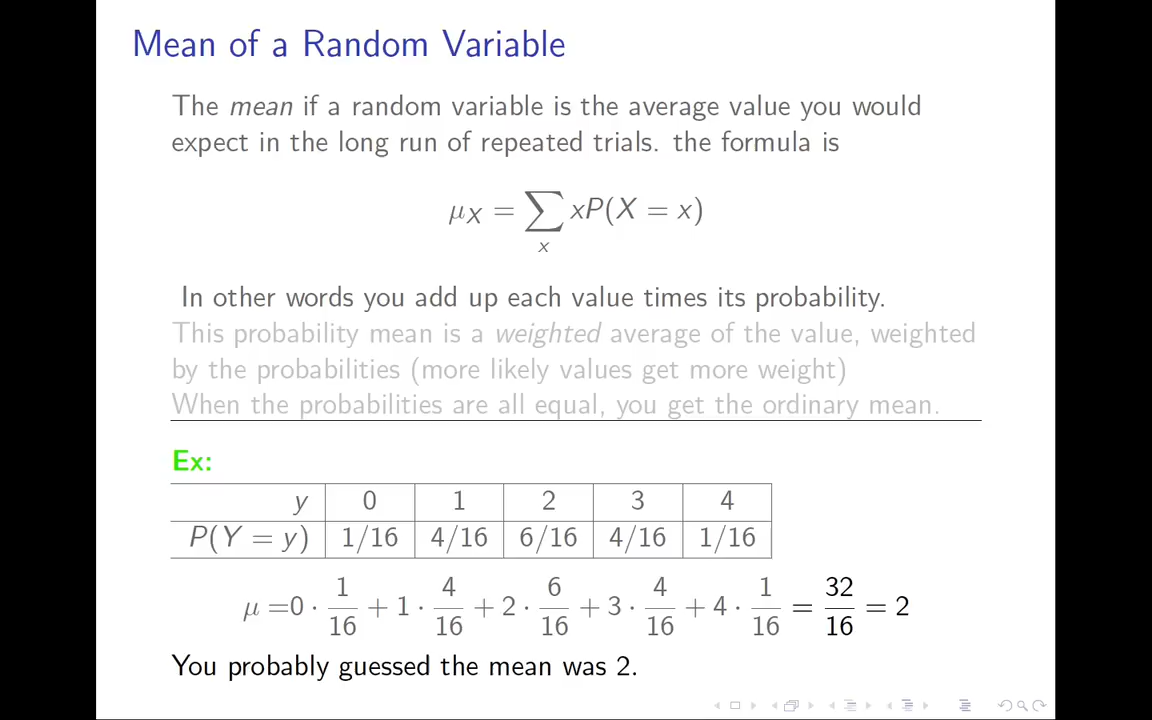 Mean of a Random Variable
The mean if a random variable is the average value you would
expect in the long run of repeated trials. the formula is
μ_X = ∑_x xP(X = x)
In other words you add up each value times its probability.
This probability mean is a weighted average of the value, weighted
by the probabilities (more likely values get more weight)
When the probabilities are all equal, you get the ordinary mean.
Ex:
y 0 1 2 3 4
P(Y = y) 1/16 4/16 6/16 4/16 1/16
μ =0 · 1/16 + 1 · 4/16 + 2 · 6/16 + 3 · 4/16 + 4 · 1/16 = 32/16 = 2
You probably guessed the mean was 2.